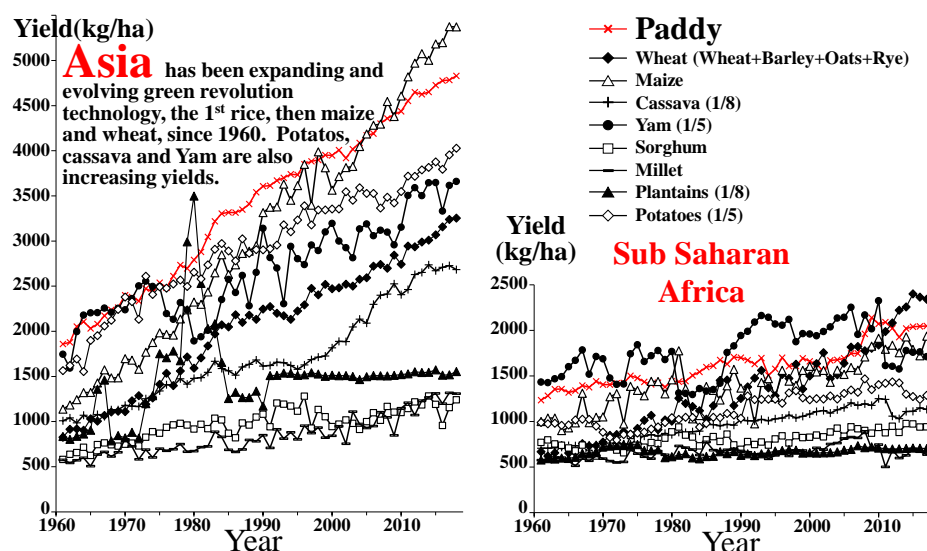 Yield(kg/ha)
5000
4500
4000
3500
3000
2500
2000
1500
1000
500
0
1960
1970
1980
1990
2000
2010
Year
Asia has been expanding and
evolving green revolution
technology, the 1st rice, then maize
and wheat, since 1960. Potatos,
cassava and Yam are also
increasing yields.
Paddy
Wheat (Wheat+Barley+Oats+Rye)
Maize
Cassava (1/8)
Yam (1/5)
Sorghum
Millet
Plantains (1/8)
Potatoes (1/5)
Yield
(kg/ha)
Sub Saharan
Africa
2500
2000
1500
1000
500
0
1960
1970
1980
1990
2000
2010
Year